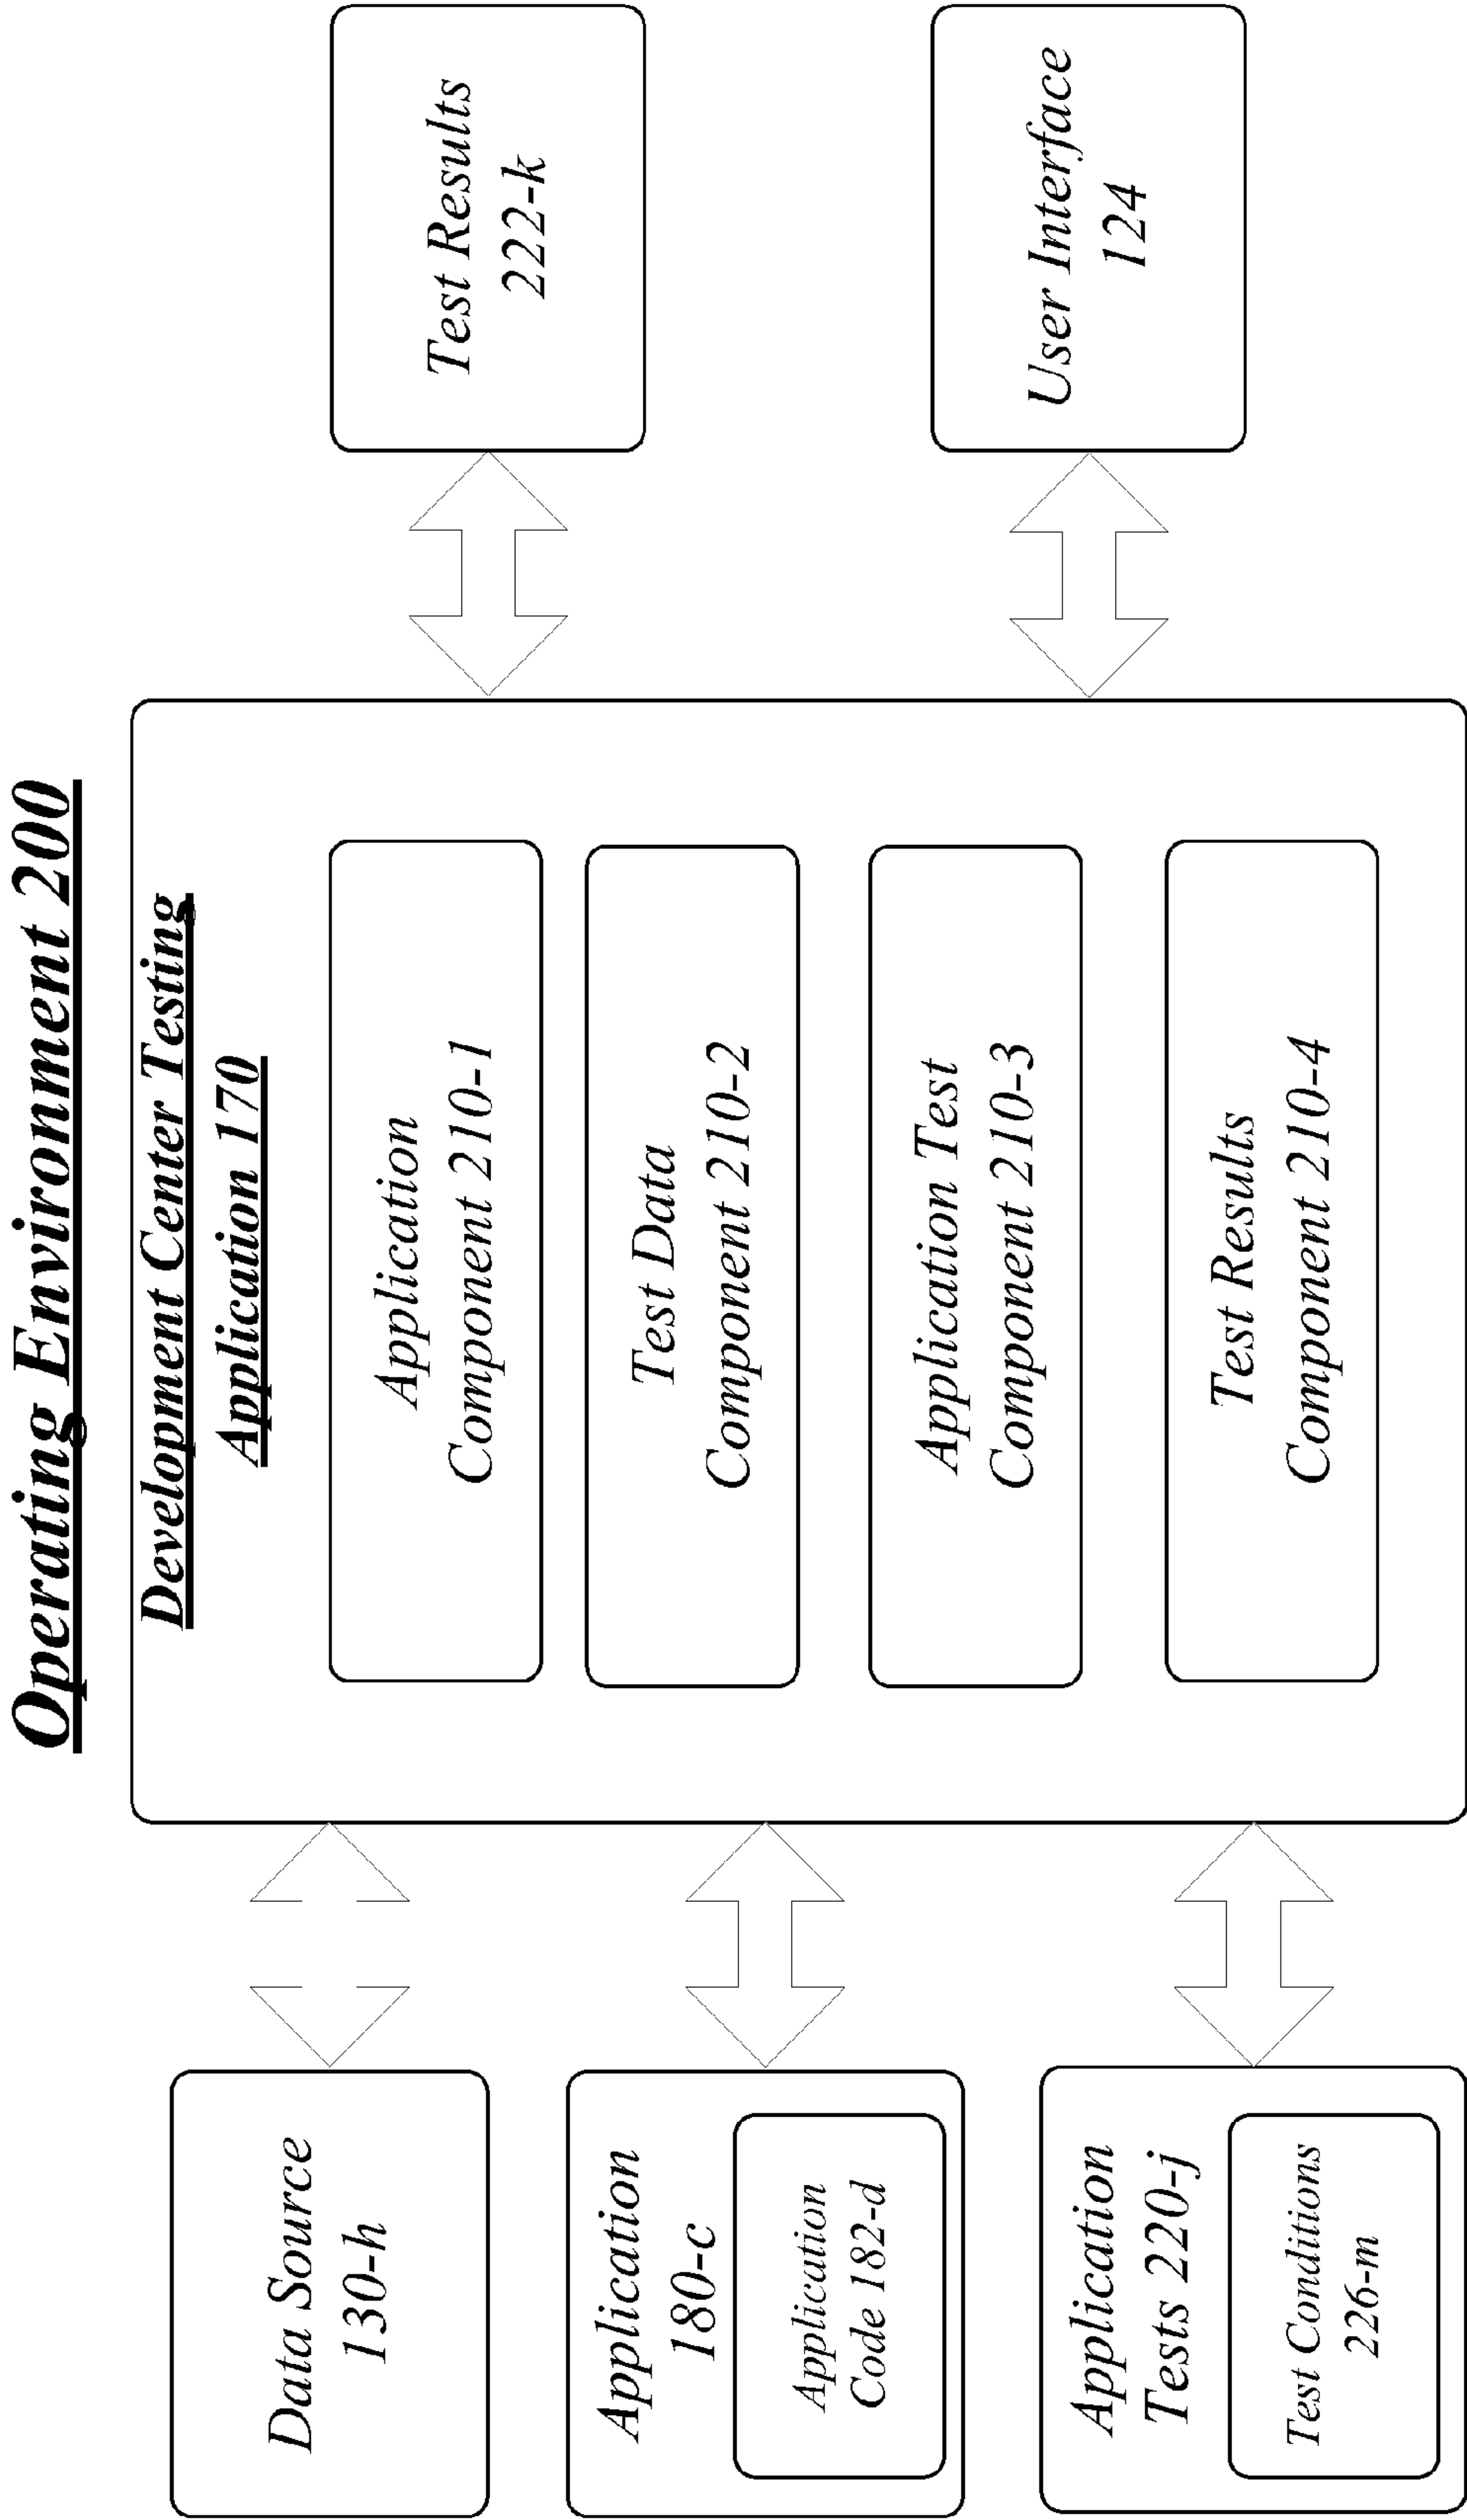 Operating Environment 200
Data Source
130-h
Application
180-c
Application
Code 182-d
Application
Tests 220-j
Test Conditions
226-m
Development Center Testing
Application 170
Application
Component 210-1
Test Data
Component 210-2
Application Test
Component 210-3
Test Results
Component 210-4
Test Results
222-k
User Interface
124